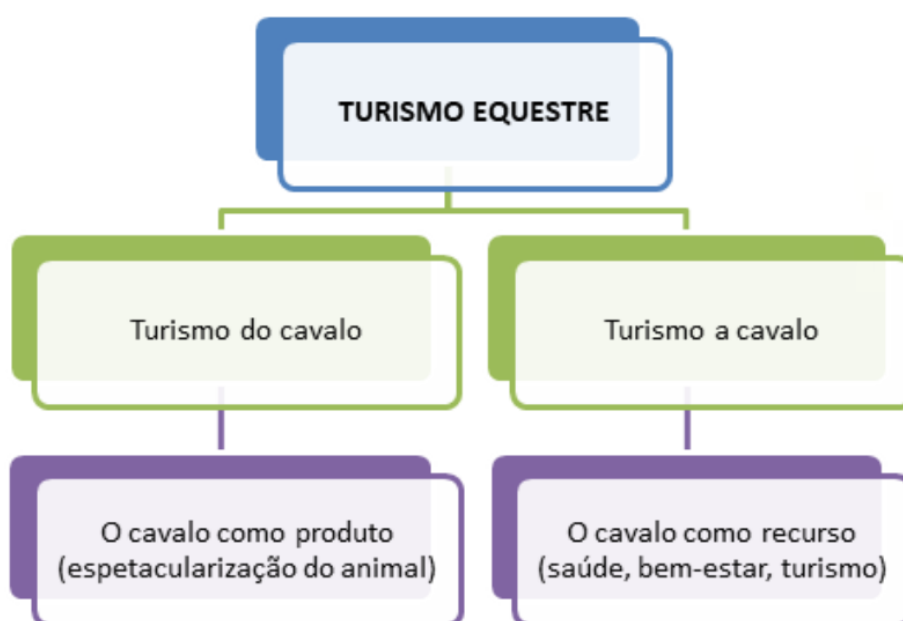 TURISMO EQUESTRE
Turismo do cavalo
Turismo a cavalo
O cavalo como produto
(espetacularização do animal)
O cavalo como recurso
(saúde, bem-estar, turismo)